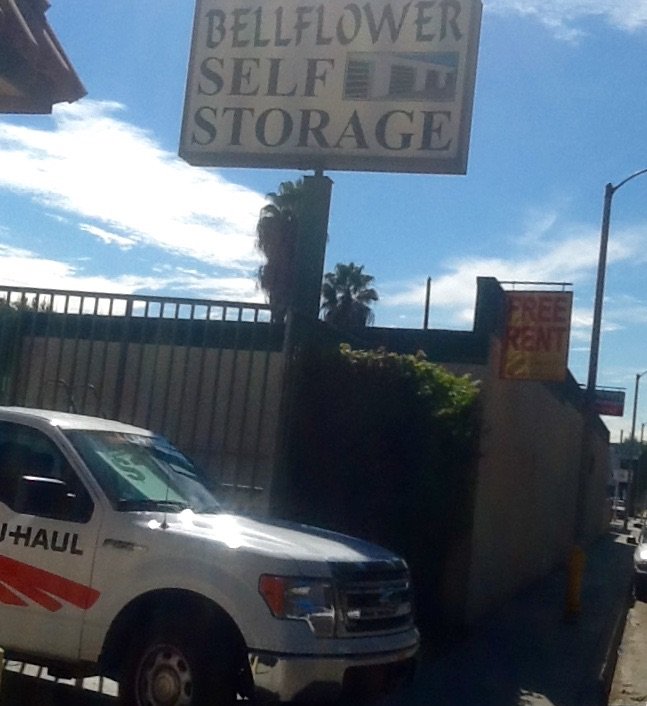 BELLFLOWER
SELF
STORAGE
FREE
RENT
U-HAUL